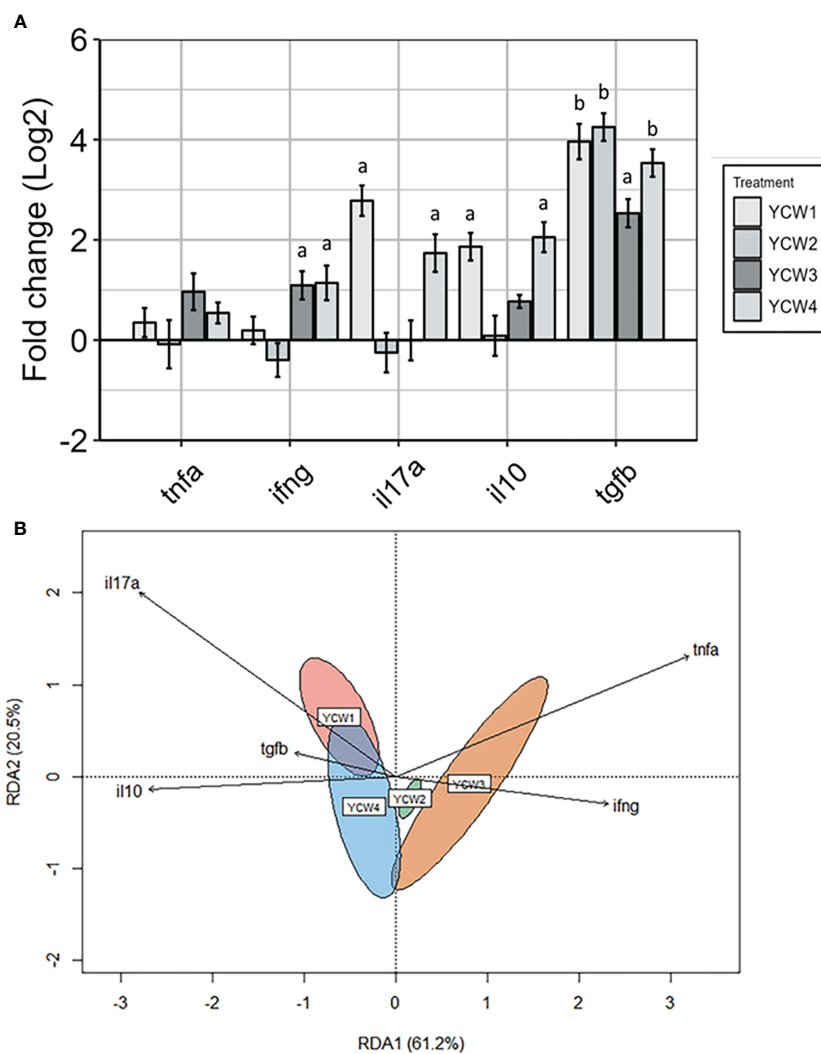 A
Fold change (Log2)
6
4
2
0
-2
a
a
a
a
a
a
b
b
a
b
tnfa
ifng
il17a
il10
tgfb
Treatment
YCW1
YCW2
YCW3
YCW4
B
RDA2 (20.5%)
2
1
0
-1
-2
il17a
tnfa
YCW1
tgfb
il10
YCW4
YCW2
YCW3
ifng
-3
-2
-1
0
1
2
3
RDA1 (61.2%)